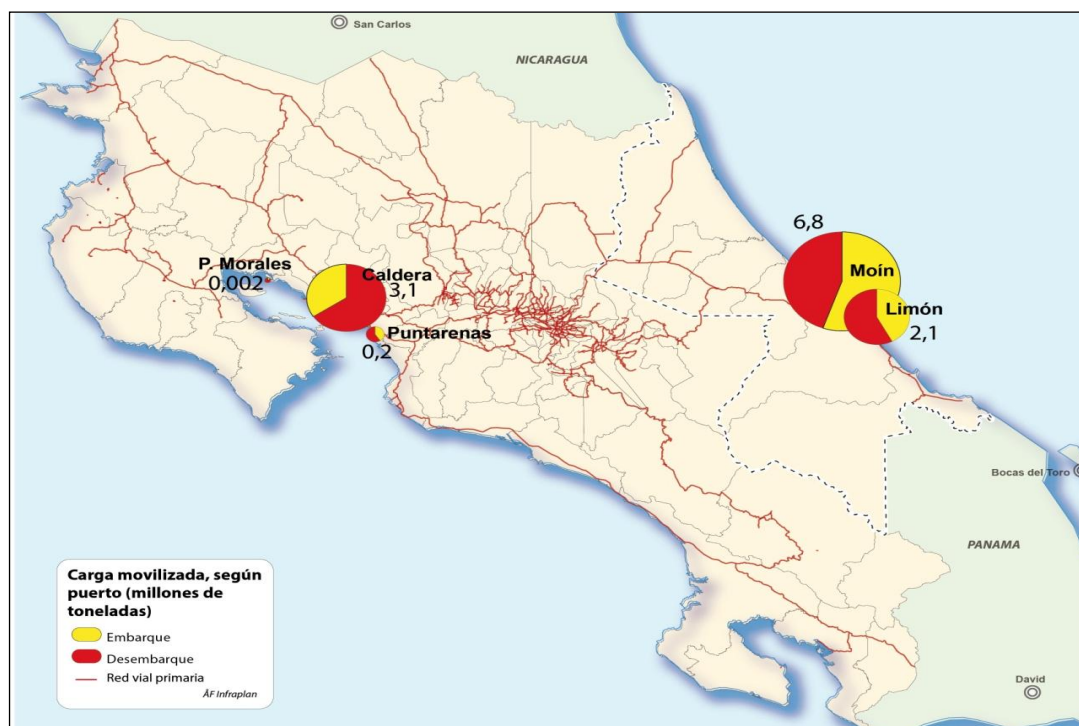 San Carlos
NICARAGUA
6,8
P. Morales
0,002
Caldera
3,1
Moín
Limón
2,1
Puntarenas
0,2
Bocas del Toro
PANAMA
David
Carga movilizada, según
puerto (millones de
toneladas)
Embarque
Desembarque
Red vial primaria
ÅF Infraplan